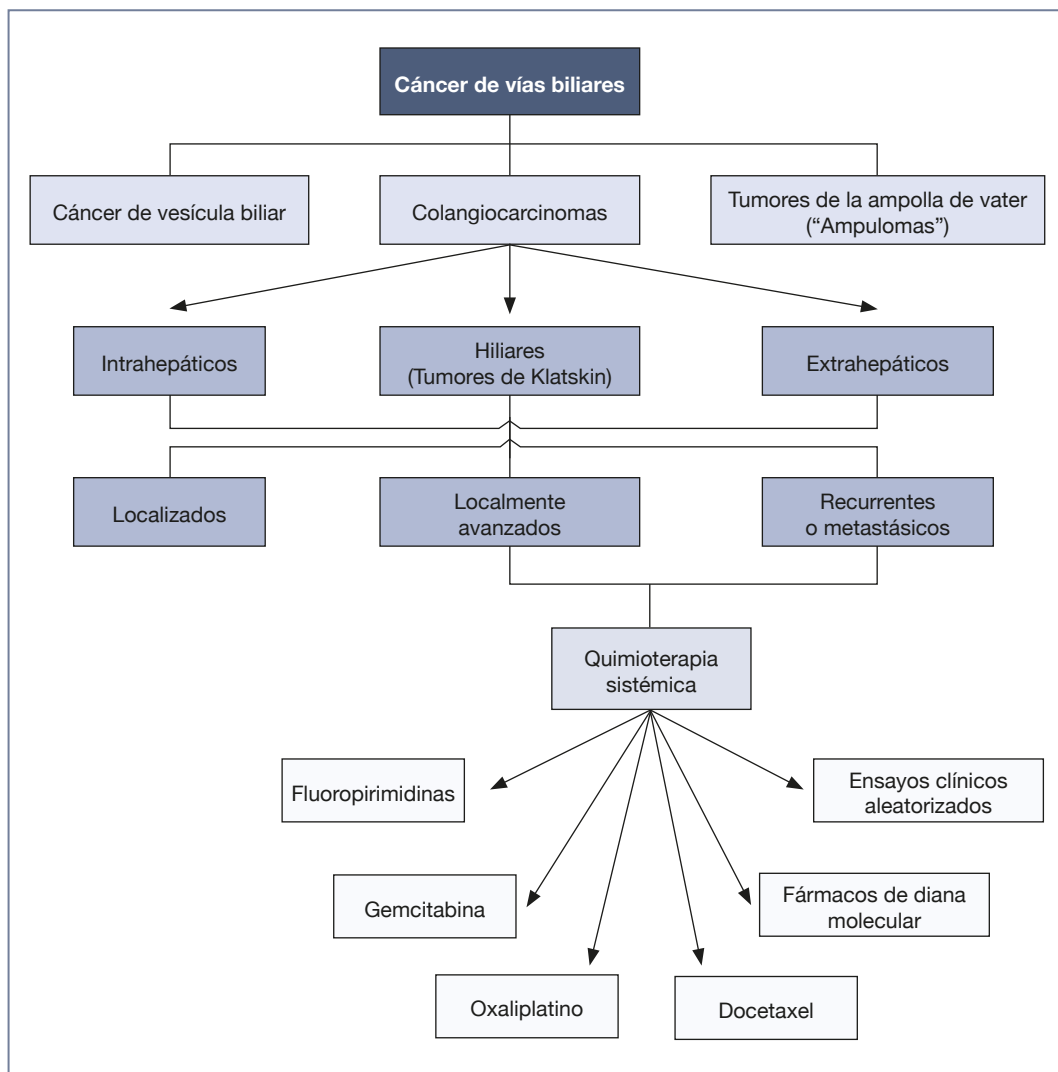 Cáncer de vías biliares
Cáncer de vesícula biliar
Colangiocarcinomas
Tumores de la ampolla de vater
(“Ampulomas”)
Intrahepáticos
Hiliares
(Tumores de Klatskin)
Extrahepáticos
Localizados
Localmente
avanzados
Recurrentes
o metastásicos
Quimioterapia
sistémica
Fluoropirimidinas
Ensayos clínicos
aleatorizados
Gemcitabina
Fármacos de diana
molecular
Oxaliplatino
Docetaxel